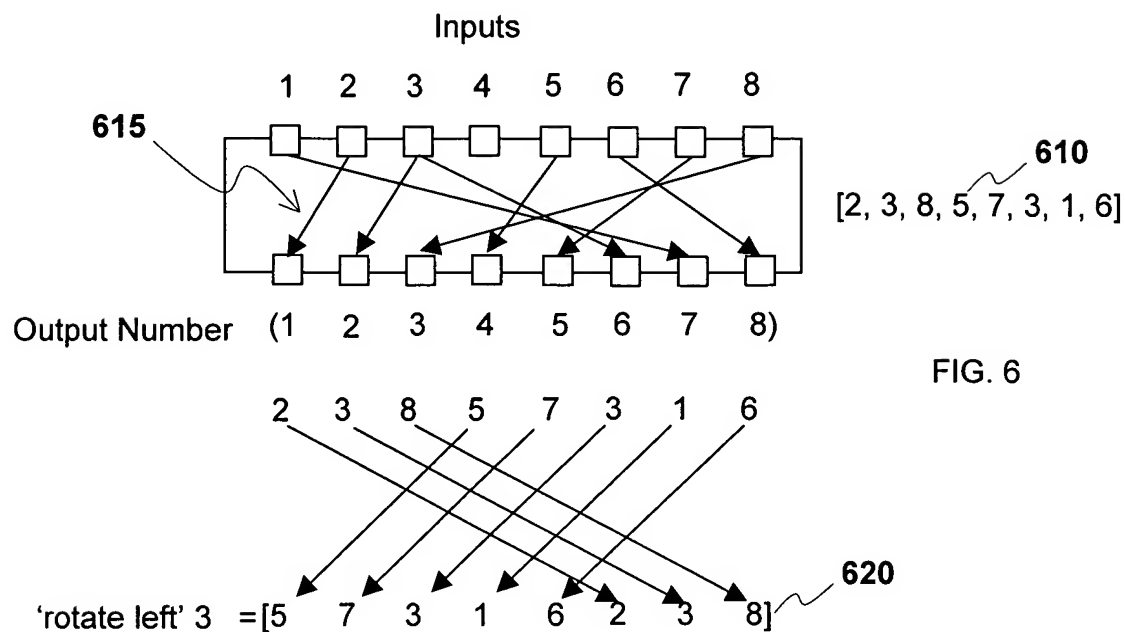 Inputs
1 2 3 4 5 6 7 8
615
610
[2, 3, 8, 5, 7, 3, 1, 6]
Output Number (1 2 3 4 5 6 7 8)
FIG. 6
2 3 8 5 7 3 1 6
620
'rotate left' 3 =[5 7 3 1 6 2 3 8]